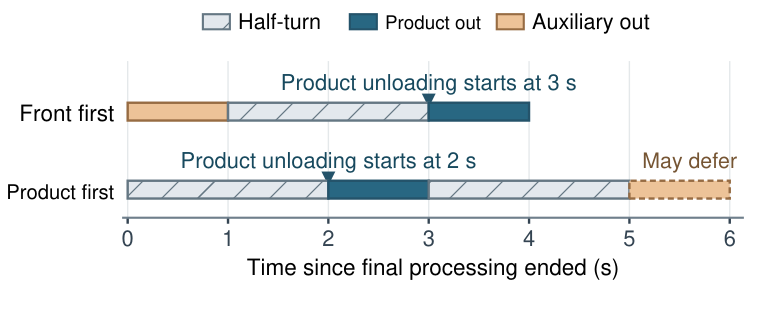 Half-turn Product out Auxiliary out
Product unloading starts at 3 s
Front first
Product unloading starts at 2 s May defer
Product first
0 1 2 3 4 5 6
Time since final processing ended (s)